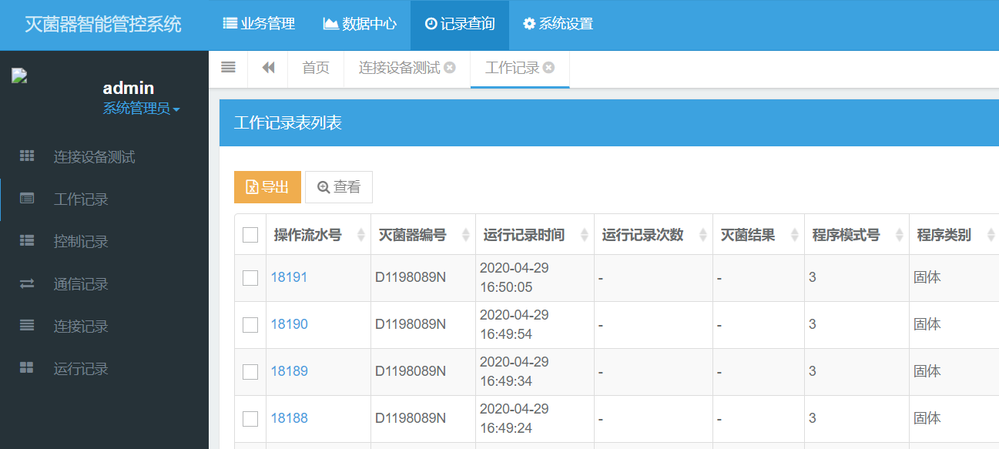 灭菌器智能管控系统
业务管理 数据中心 记录查询 系统设置
首页 连接设备测试 工作记录
admin
系统管理员
连接设备测试
工作记录
控制记录
通信记录
连接记录
运行记录
工作记录表列表
导出 查看
操作流水号 灭菌器编号 运行记录时间 运行记录次数 灭菌结果 程序模式号 程序类别
18191 D1198089N 2020-04-29 16:50:05 - - 3 固体
18190 D1198089N 2020-04-29 16:49:54 - - 3 固体
18189 D1198089N 2020-04-29 16:49:34 - - 3 固体
18188 D1198089N 2020-04-29 16:49:24 - - 3 固体